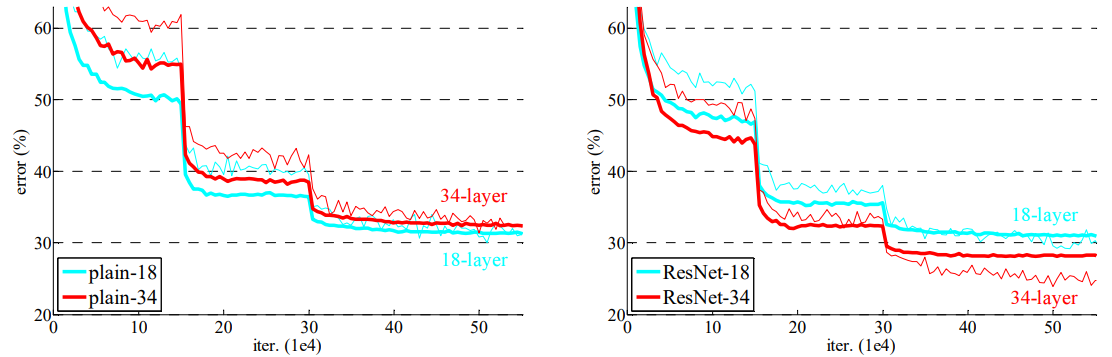 60
50
40
30
20
error (%)
34-layer
18-layer
plain-18
plain-34
0 10 20 30 40 50
iter. (1e4)
60
50
40
30
20
error (%)
18-layer
34-layer
ResNet-18
ResNet-34
0 10 20 30 40 50
iter. (1e4)